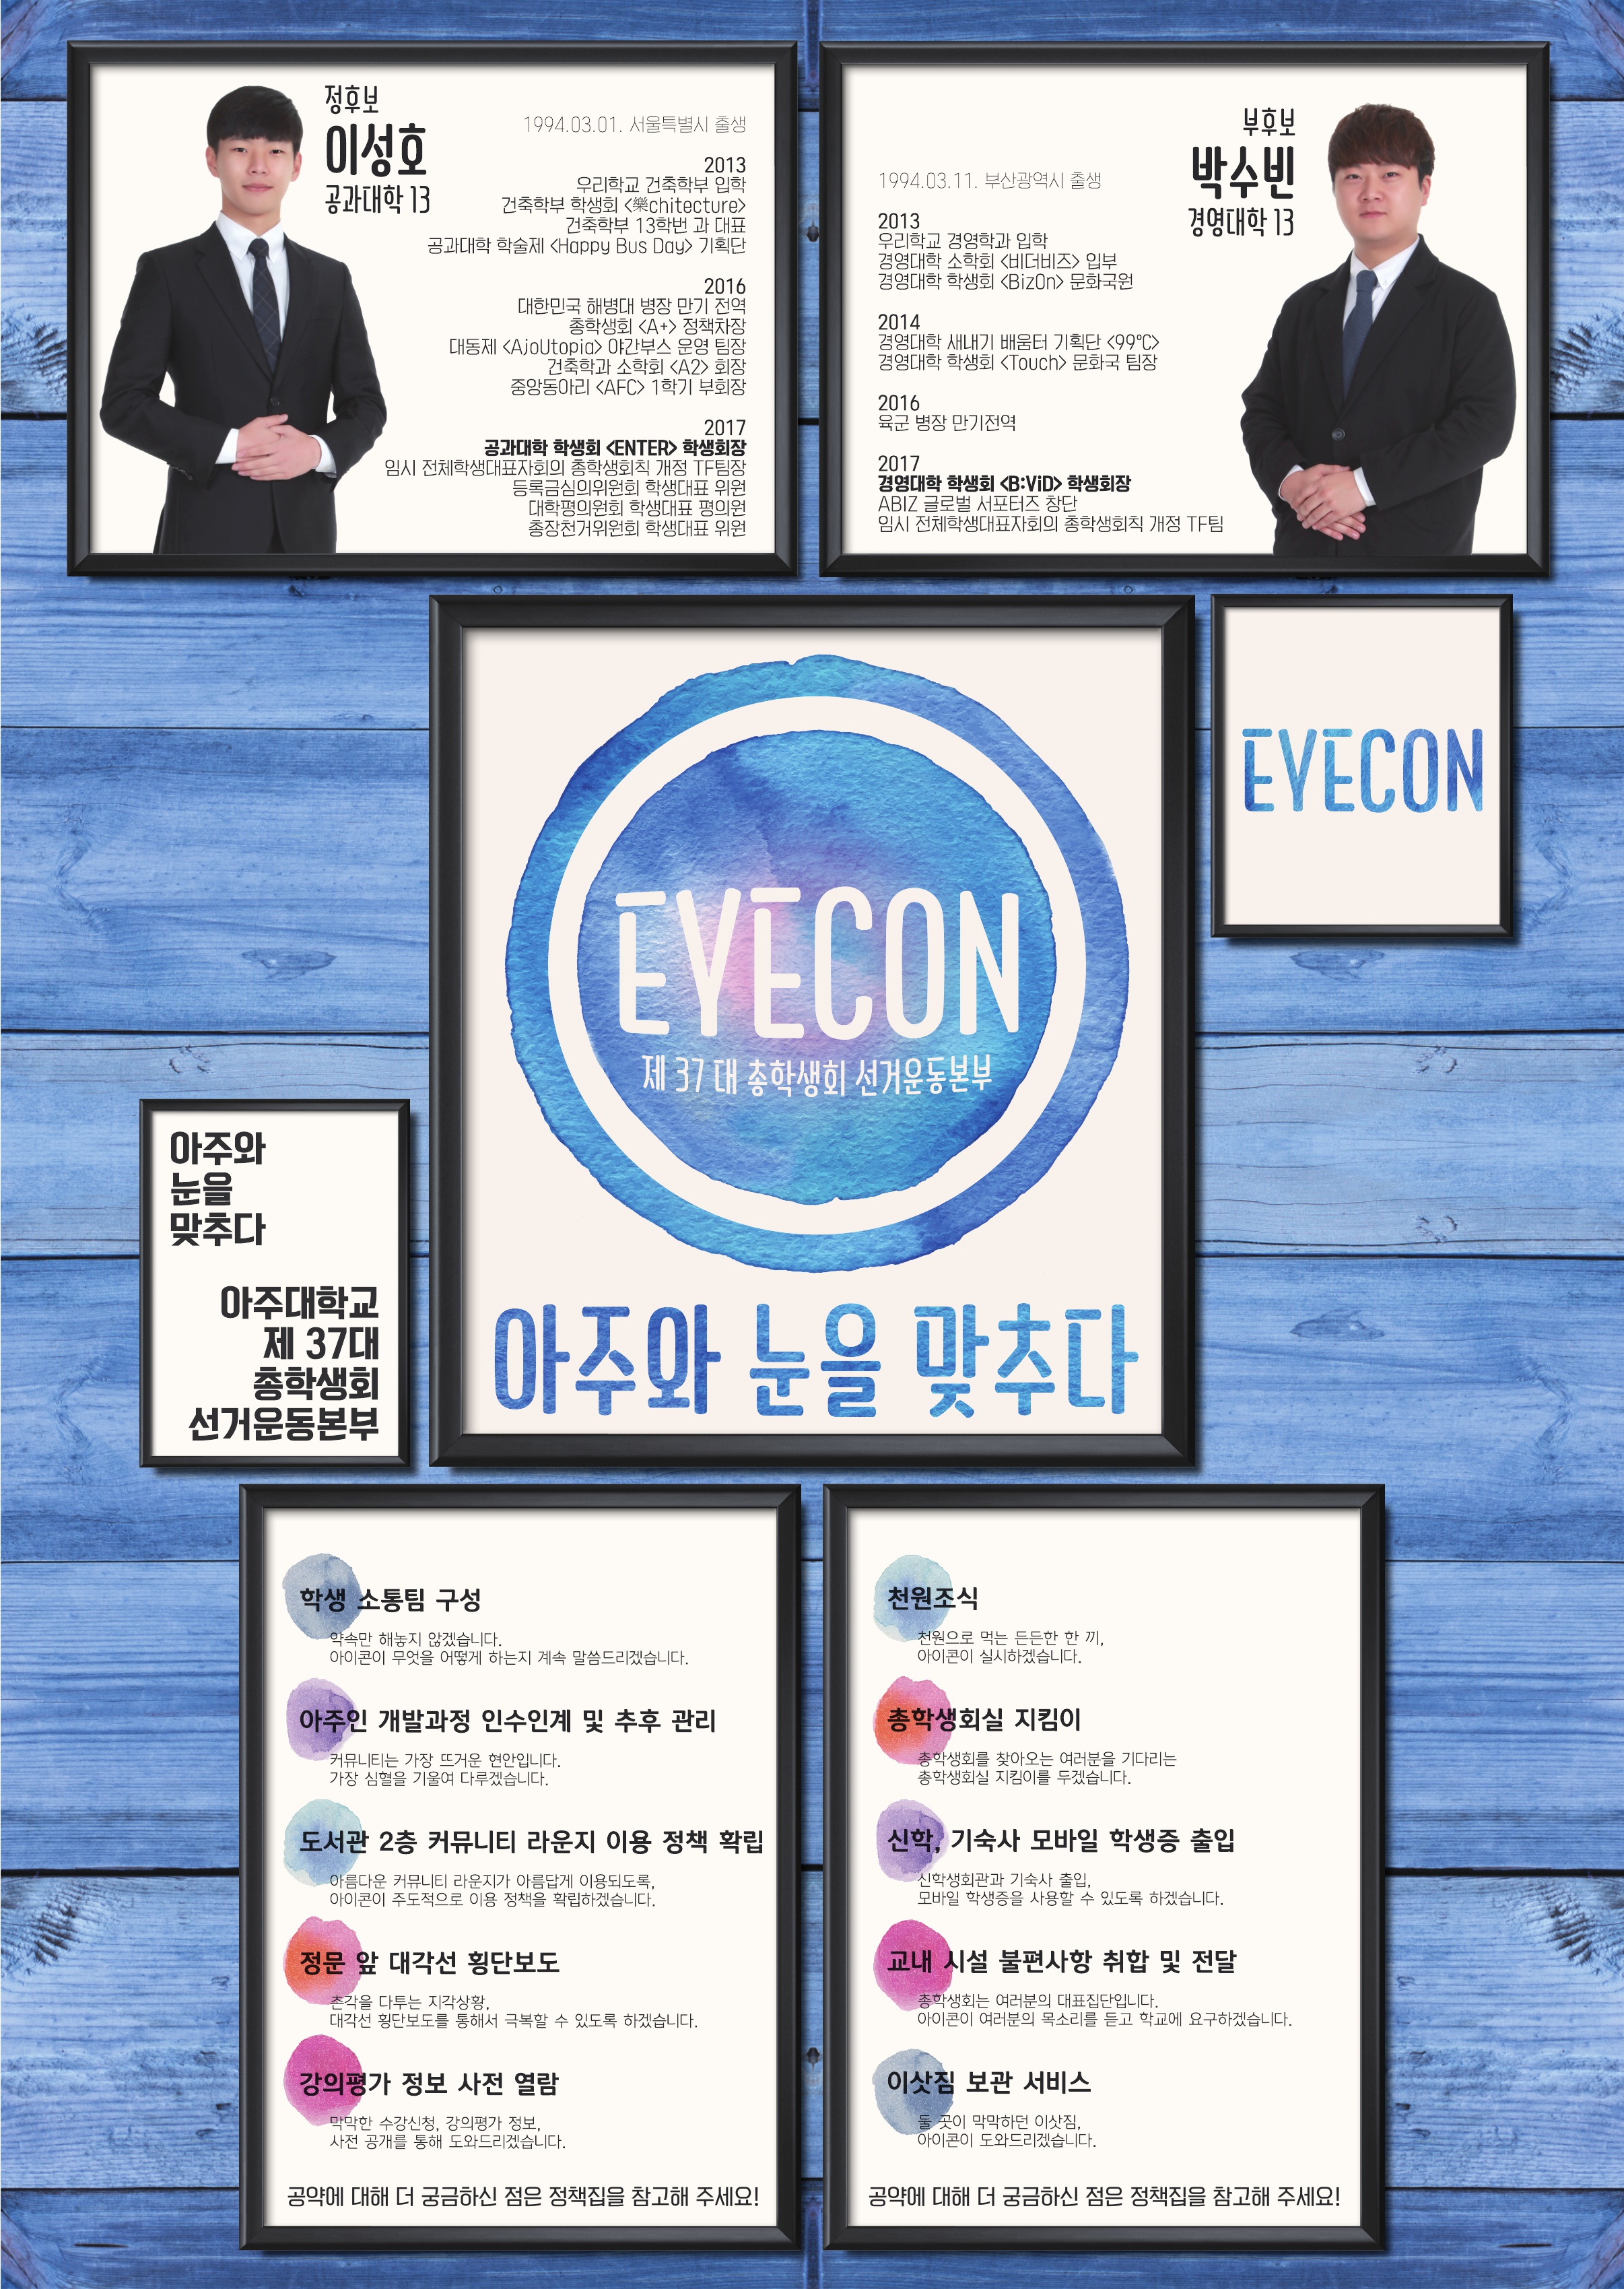 정후보
이성호
공과대학 13
1994.03.01. 서울특별시 출생
2013
우리학교 건축학부 입학
건축학부 학생회 <樂chitecture>
건축학부 13학번 과 대표
공과대학 학술제 <Happy Bus Day> 기획단
2016
대한민국 해병대 병장 만기 전역
총학생회 <A+> 정책차장
대동제 <AjoUtopia> 야간부스 운영 팀장
건축학과 소학회 <A2> 회장
중앙동아리 <AFC> 1학기 부회장
2017
공과대학 학생회 <ENTER> 학생회장
임시 전체학생대표자회의 총학생회칙 개정 TF팀장
등록금심의위원회 학생대표 위원
대학평의원회 학생대표 평의원
총장천거위원회 학생대표 위원
부후보
박수빈
경영대학 13
1994.03.11. 부산광역시 출생
2013
우리학교 경영학과 입학
경영대학 소학회 <비더비즈> 입부
경영대학 학생회 <BizOn> 문화국원
2014
경영대학 새내기 배움터 기획단 <99℃>
경영대학 학생회 <Touch> 문화국 팀장
2016
육군 병장 만기전역
2017
경영대학 학생회 <B:ViD> 학생회장
ABIZ 글로벌 서포터즈 창단
임시 전체학생대표자회의 총학생회칙 개정 TF팀
EYECON
제 37 대 총학생회 선거운동본부
아주와 눈을 맞추다
EYECON
아주와
눈을
맞추다
아주대학교
제 37대
총학생회
선거운동본부
학생 소통팀 구성
약속만 해놓지 않겠습니다.
아이콘이 무엇을 어떻게 하는지 계속 말씀드리겠습니다.
아주인 개발과정 인수인계 및 추후 관리
커뮤니티는 가장 뜨거운 현안입니다.
가장 심혈을 기울여 다루겠습니다.
도서관 2층 커뮤니티 라운지 이용 정책 확립
아름다운 커뮤니티 라운지가 아름답게 이용되도록,
아이콘이 주도적으로 이용 정책을 확립하겠습니다.
정문 앞 대각선 횡단보도
촌각을 다투는 지각상황,
대각선 횡단보도를 통해서 극복할 수 있도록 하겠습니다.
강의평가 정보 사전 열람
막막한 수강신청, 강의평가 정보,
사전 공개를 통해 도와드리겠습니다.
공약에 대해 더 궁금하신 점은 정책집을 참고해 주세요!
천원조식
천원으로 먹는 든든한 한 끼,
아이콘이 실시하겠습니다.
총학생회실 지킴이
총학생회를 찾아오는 여러분을 기다리는
총학생회실 지킴이를 두겠습니다.
신학, 기숙사 모바일 학생증 출입
신학생회관과 기숙사 출입,
모바일 학생증을 사용할 수 있도록 하겠습니다.
교내 시설 불편사항 취합 및 전달
총학생회는 여러분의 대표집단입니다.
아이콘이 여러분의 목소리를 듣고 학교에 요구하겠습니다.
이삿짐 보관 서비스
둘 곳이 막막하던 이삿짐,
아이콘이 도와드리겠습니다.
공약에 대해 더 궁금하신 점은 정책집을 참고해 주세요!